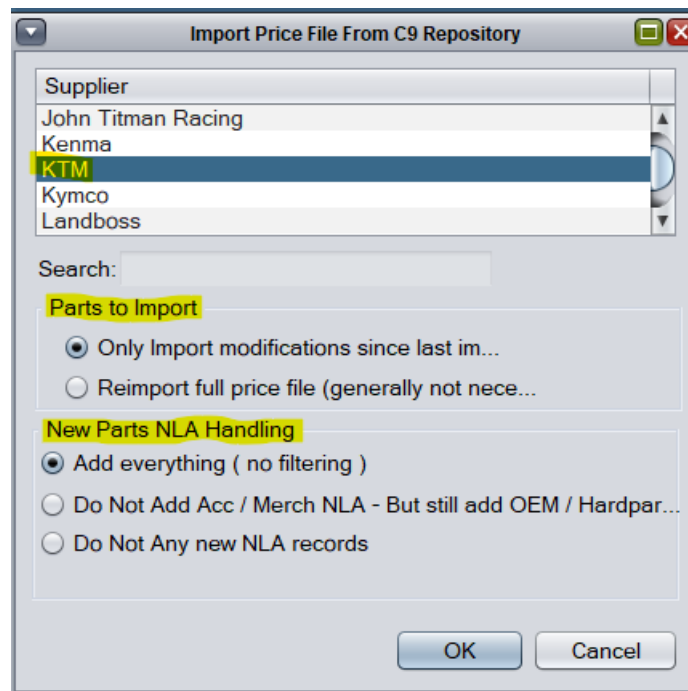 Import Price File From C9 Repository
Supplier
John Titman Racing
Kenma
KTM
Kymco
Landboss
Search:
Parts to Import
Only Import modifications since last im...
Reimport full price file (generally not nece...
New Parts NLA Handling
Add everything ( no filtering )
Do Not Add Acc / Merch NLA - But still add OEM / Hardpar...
Do Not Any new NLA records
OK Cancel